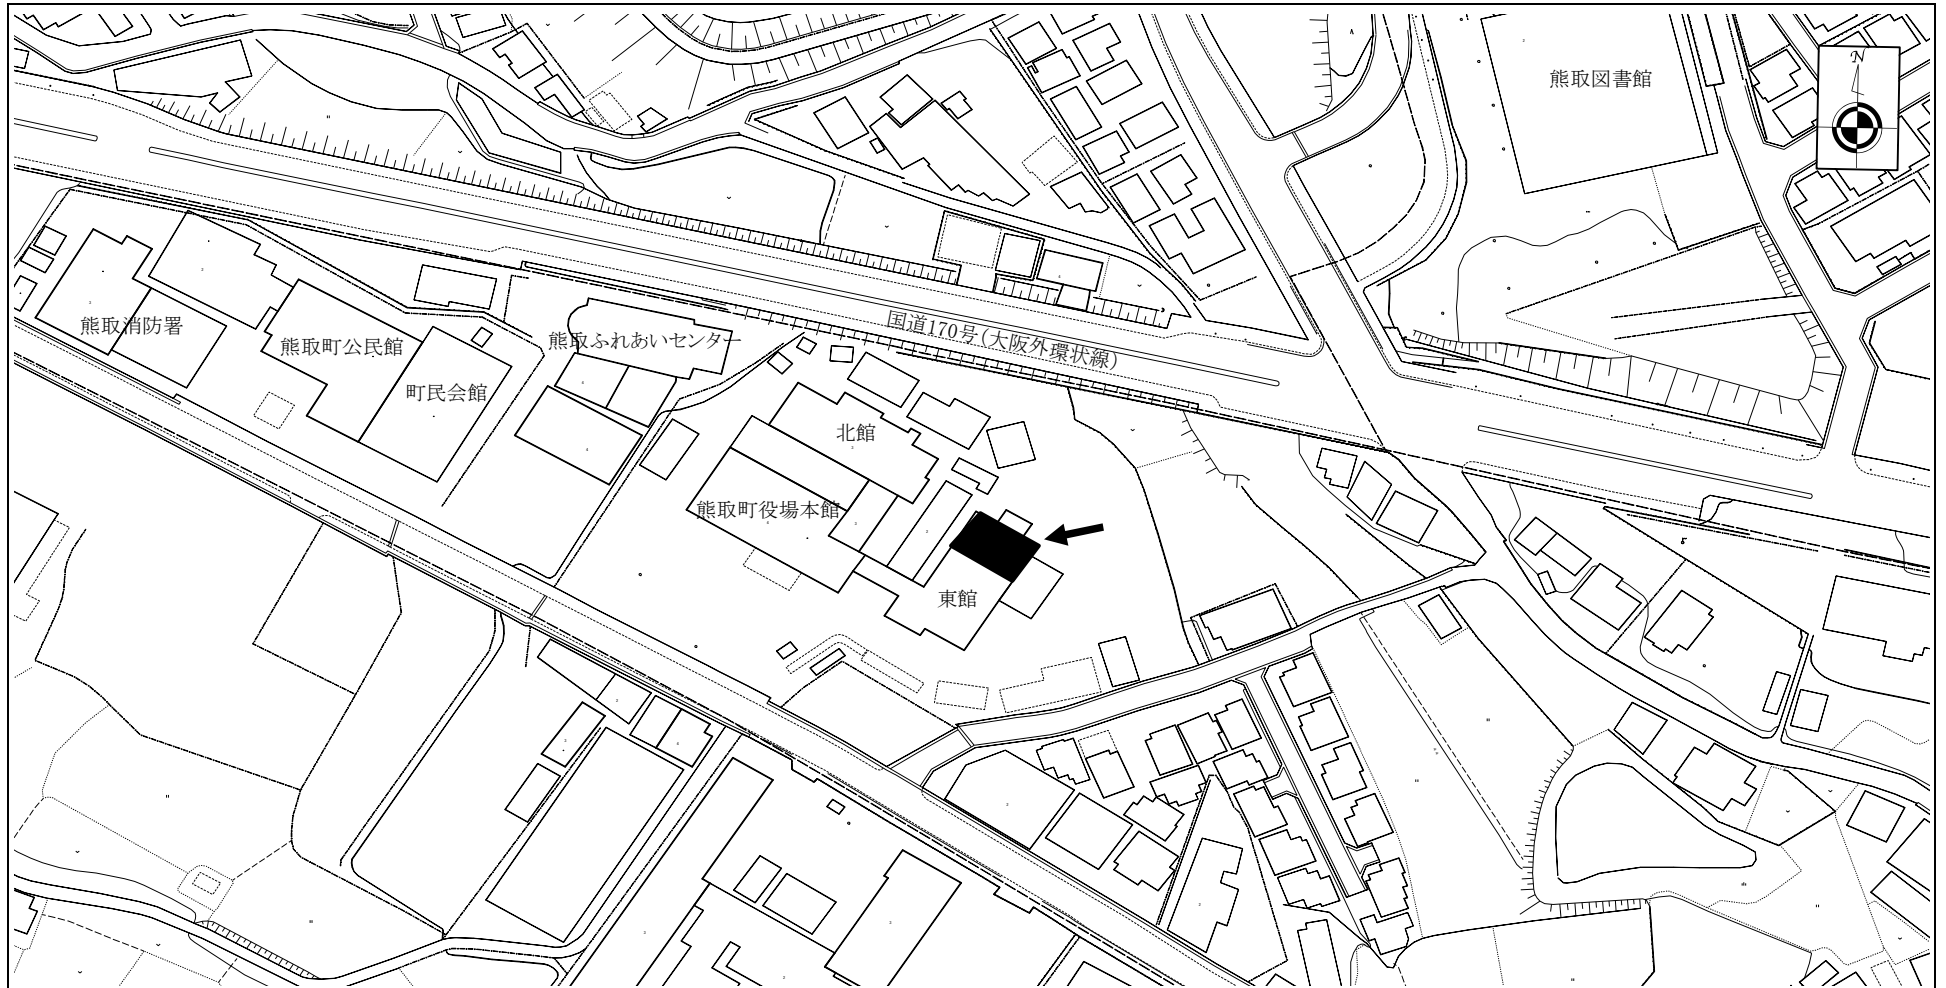 熊取図書館
N
国道170号(大阪外環状線)
熊取消防署
熊取町公民館
熊取ふれあいセンター
町民会館
北館
熊取町役場本館
東館